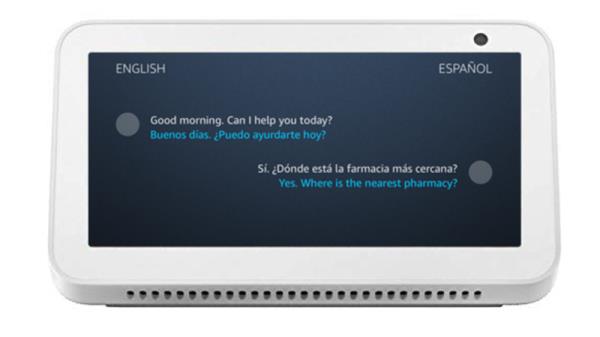 ENGLISH
ESPAÑOL
Good morning. Can I help you today?
Buenos días. ¿Puedo ayurdarte hoy?
Sí. ¿Dónde está la farmacia más cercana?
Yes. Where is the nearest pharmacy?